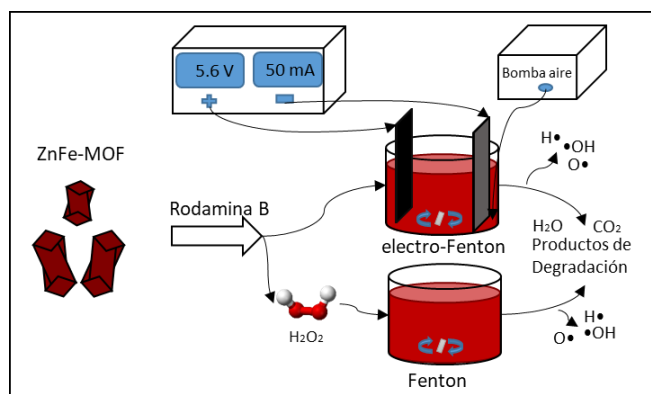 5.6 V
50 mA
Bomba aire
ZnFe-MOF
Rodamina B
H●
●OH
O●
electro-Fenton
H₂O
CO₂
Productos de
Degradación
H₂O₂
H●
O●
●OH
Fenton